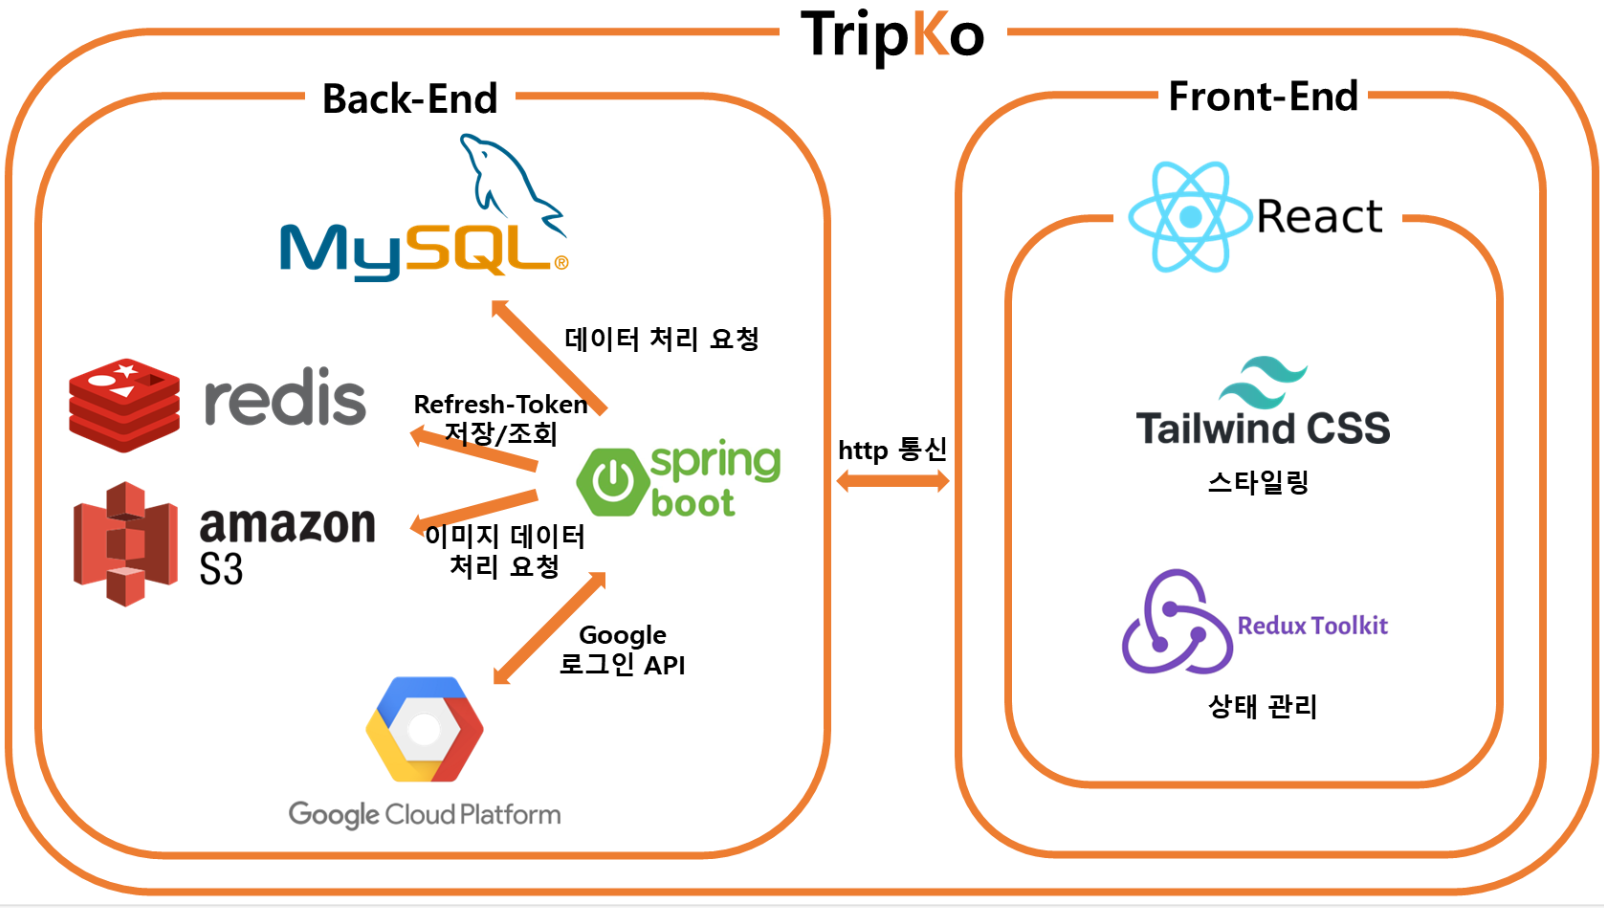 TripKo
Back-End
MySQL®
데이터 처리 요청
redis
Refresh-Token
저장/조회
spring
boot
amazon
S3
이미지 데이터
처리 요청
Google
로그인 API
Google Cloud Platform
http 통신
Front-End
React
Tailwind CSS
스타일링
Redux Toolkit
상태 관리